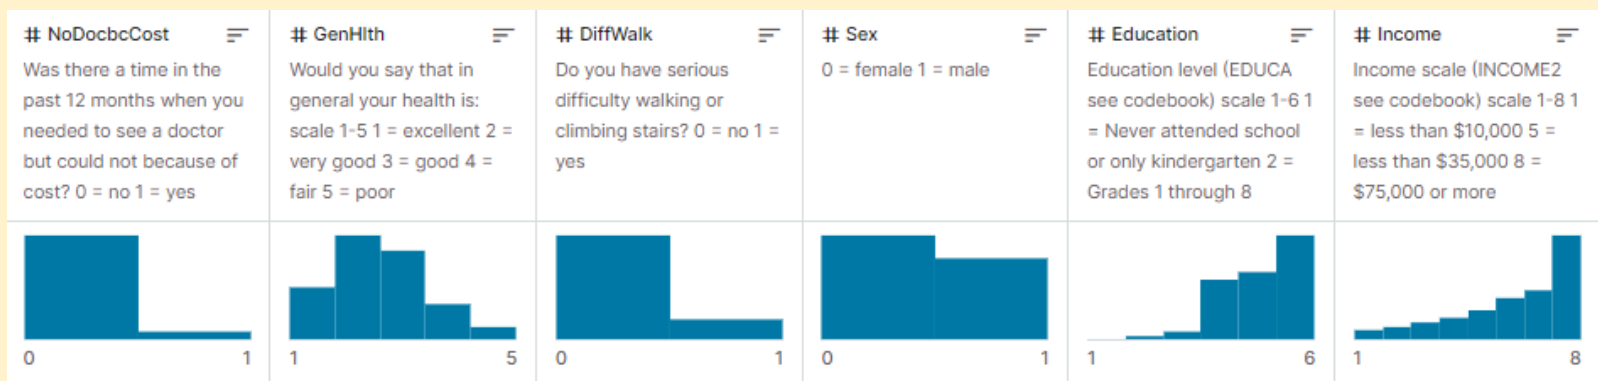 # NoDocbcCost
Was there a time in the
past 12 months when you
needed to see a doctor
but could not because of
cost? 0 = no 1 = yes
0 1
# GenHlth
Would you say that in
general your health is:
scale 1-5 1 = excellent 2 =
very good 3 = good 4 =
fair 5 = poor
1 5
# DiffWalk
Do you have serious
difficulty walking or
climbing stairs? 0 = no 1 =
yes
0 1
# Sex
0 = female 1 = male
0 1
# Education
Education level (EDUCA
see codebook) scale 1-6 1
= Never attended school
or only kindergarten 2 =
Grades 1 through 8
1 6
# Income
Income scale (INCOME2
see codebook) scale 1-8 1
= less than $10,000 5 =
less than $35,000 8 =
$75,000 or more
1 8